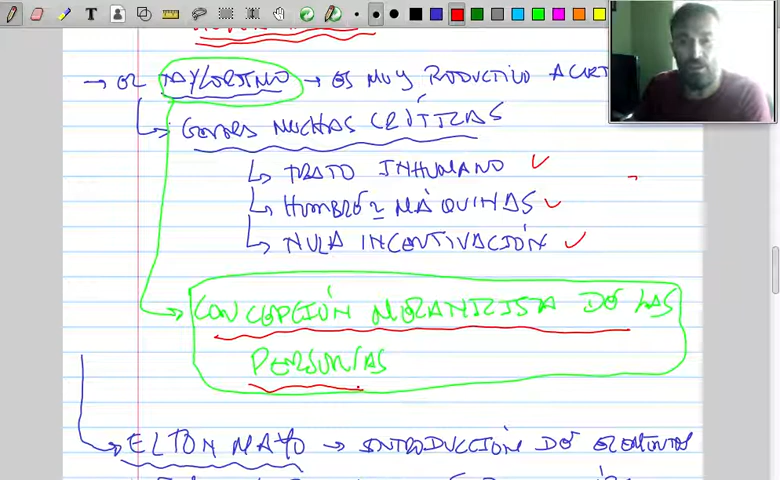 → EL TAYLORISMO → ES MUY PRODUCTIVO A
GENERA MUCHAS CRÍTICAS
TRATO INHUMANO ✓
HOMBRE ≈ MÁQUINAS ✓
NULA INCENTIVACIÓN ✓
CONCEPCIÓN MECANICISTA DE LAS
PERSONAS
ELTON MAYO → INTRODUCCIÓN DE ELEMENTOS